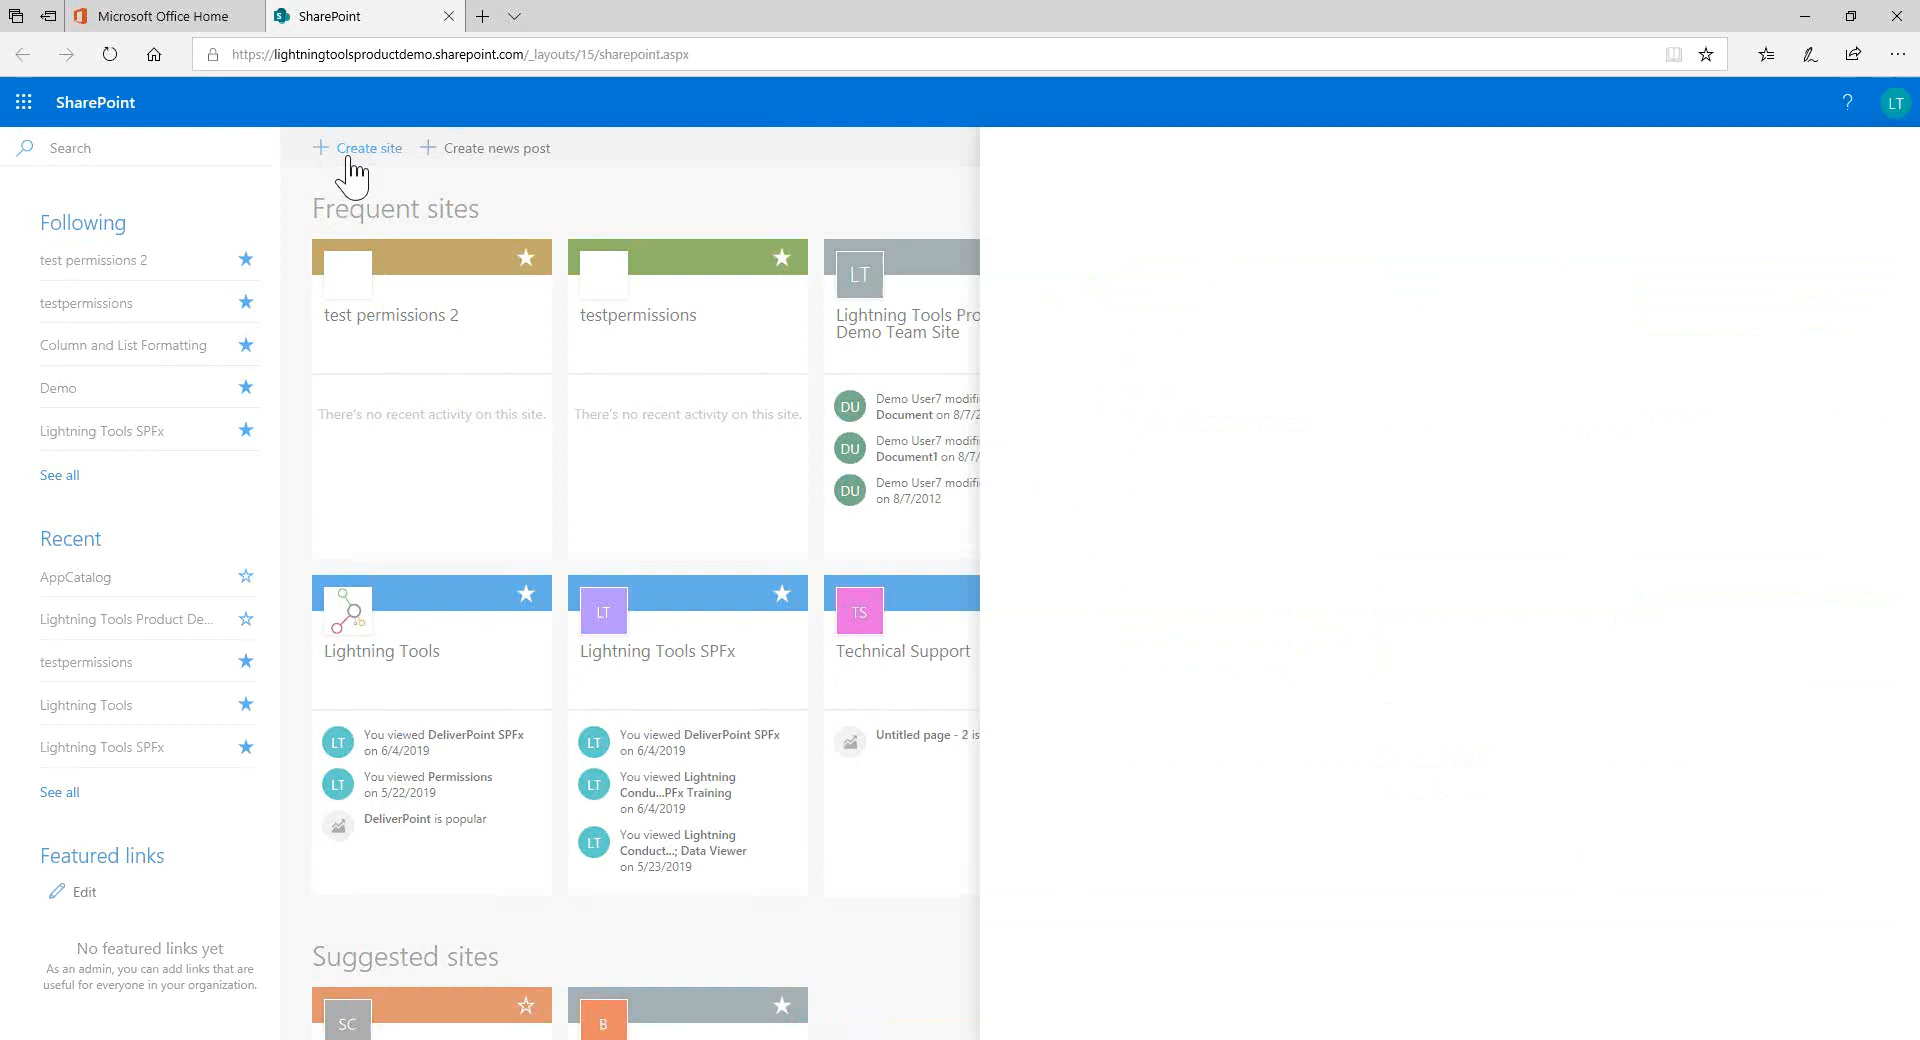 Microsoft Office Home
SharePoint
https://lightningtoolsproductdemo.sharepoint.com/_layouts/15/sharepoint.aspx
SharePoint
?
LT
Search
Create site
Create news post
Following
test permissions 2
testpermissions
Column and List Formatting
Demo
Lightning Tools SPFx
See all
Recent
AppCatalog
Lightning Tools Product De...
testpermissions
Lightning Tools
Lightning Tools SPFx
See all
Featured links
Edit
No featured links yet
As an admin, you can add links that are
useful for everyone in your organization.
Frequent sites
test permissions 2
There's no recent activity on this site.
testpermissions
There's no recent activity on this site.
LT
Lightning Tools Pro
Demo Team Site
DU
Demo User7 modifi
Document on 8/7/2
DU
Demo User7 modifi
Document1 on 8/7/
DU
Demo User7 modifi
on 8/7/2012
Lightning Tools
LT
You viewed DeliverPoint SPFx
on 6/4/2019
LT
You viewed Permissions
on 5/22/2019
DeliverPoint is popular
LT
Lightning Tools SPFx
LT
You viewed DeliverPoint SPFx
on 6/4/2019
LT
You viewed Lightning
Condu...PFx Training
on 6/4/2019
LT
You viewed Lightning
Conduct...; Data Viewer
on 5/23/2019
TS
Technical Support
Untitled page - 2 is
Suggested sites
SC
B